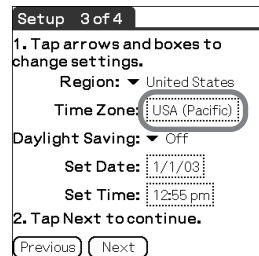 Setup 3 of 4
1. Tap arrows and boxes to
change settings.
Region: United States
Time Zone: USA (Pacific)
Daylight Saving: Off
Set Date: 1/1/03
Set Time: 12:55 pm
2. Tap Next to continue.
Previous Next